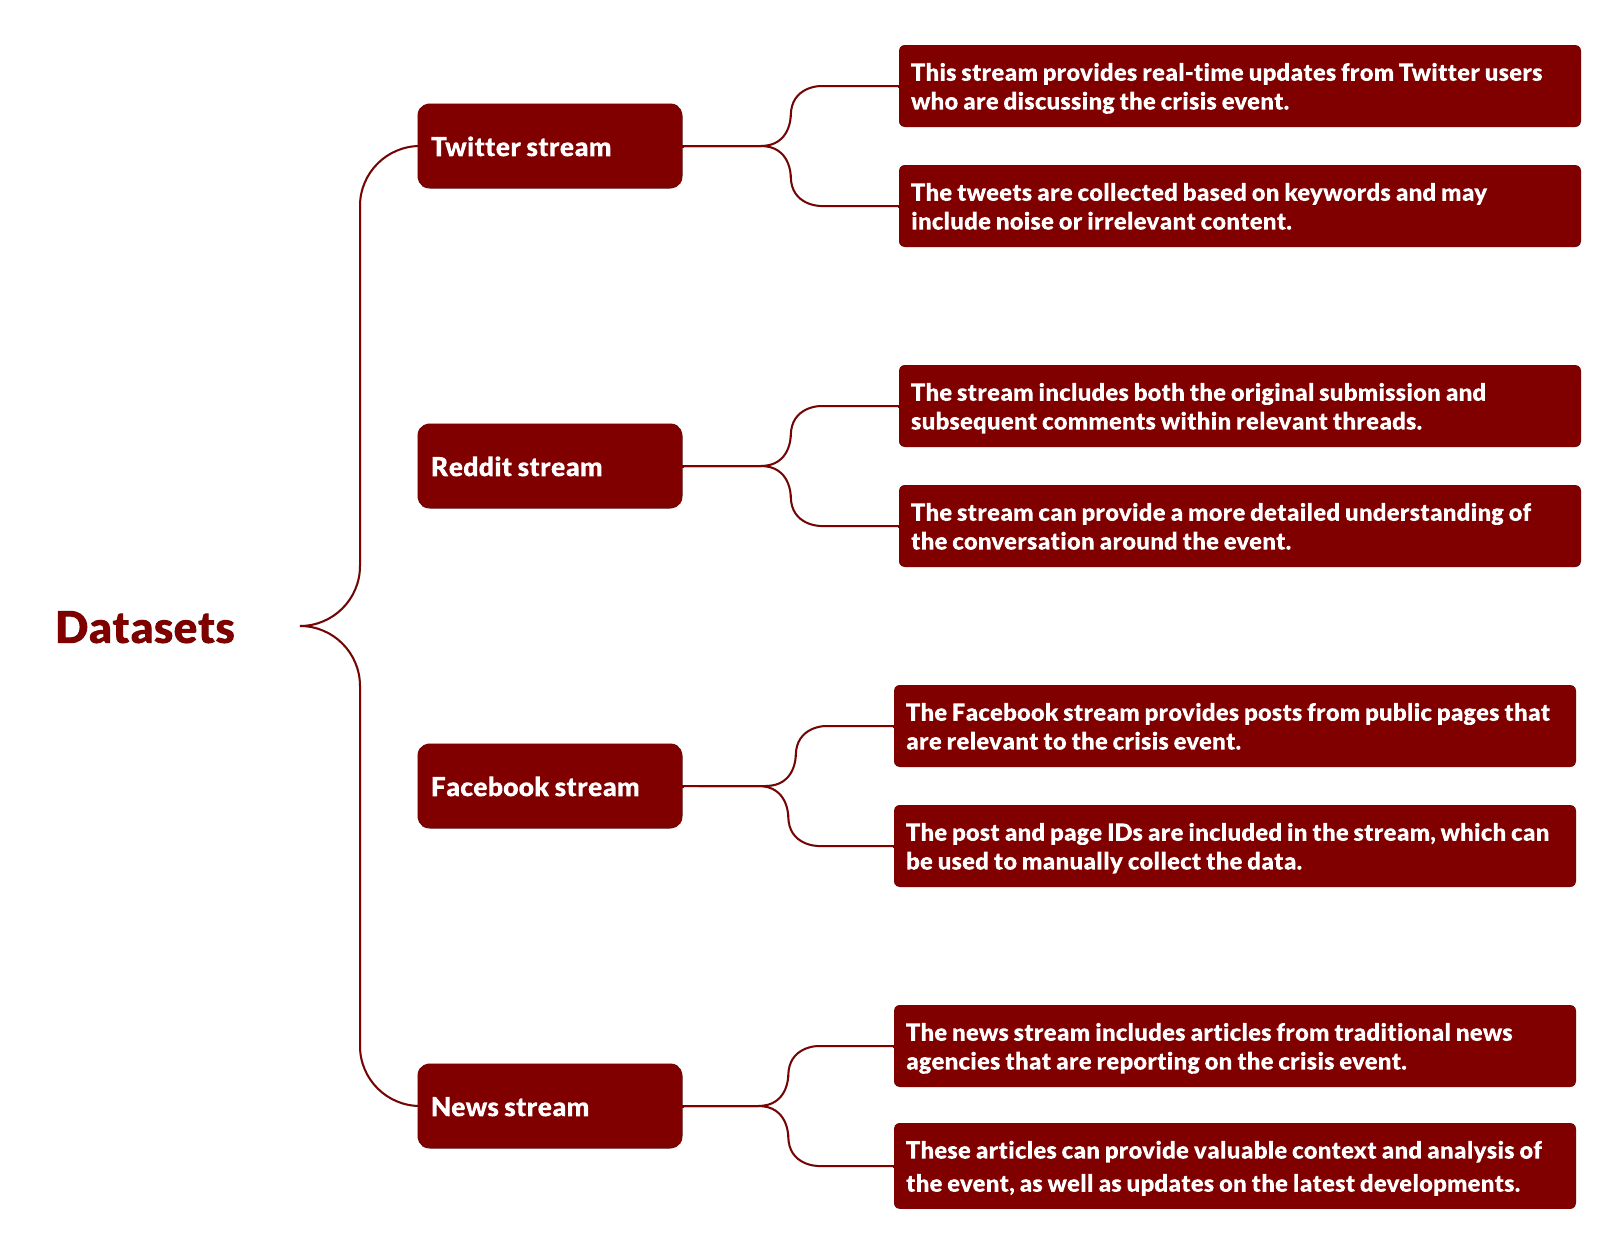 Datasets
Twitter stream
This stream provides real-time updates from Twitter users
who are discussing the crisis event.
The tweets are collected based on keywords and may
include noise or irrelevant content.
Reddit stream
The stream includes both the original submission and
subsequent comments within relevant threads.
The stream can provide a more detailed understanding of
the conversation around the event.
Facebook stream
The Facebook stream provides posts from public pages that
are relevant to the crisis event.
The post and page IDs are included in the stream, which can
be used to manually collect the data.
News stream
The news stream includes articles from traditional news
agencies that are reporting on the crisis event.
These articles can provide valuable context and analysis of
the event, as well as updates on the latest developments.